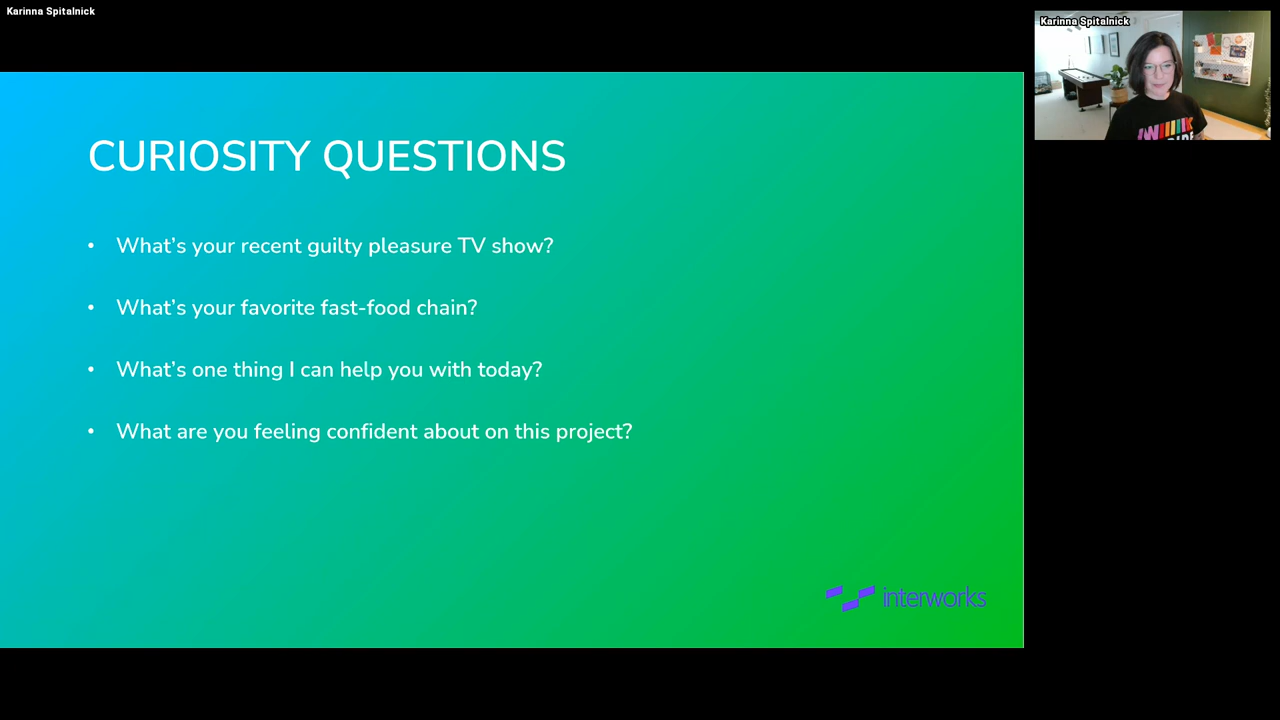 Karinna Spitalnick
Karinna Spitalnick
CURIOSITY QUESTIONS
• What's your recent guilty pleasure TV show?
• What's your favorite fast-food chain?
• What's one thing I can help you with today?
• What are you feeling confident about on this project?
interworks